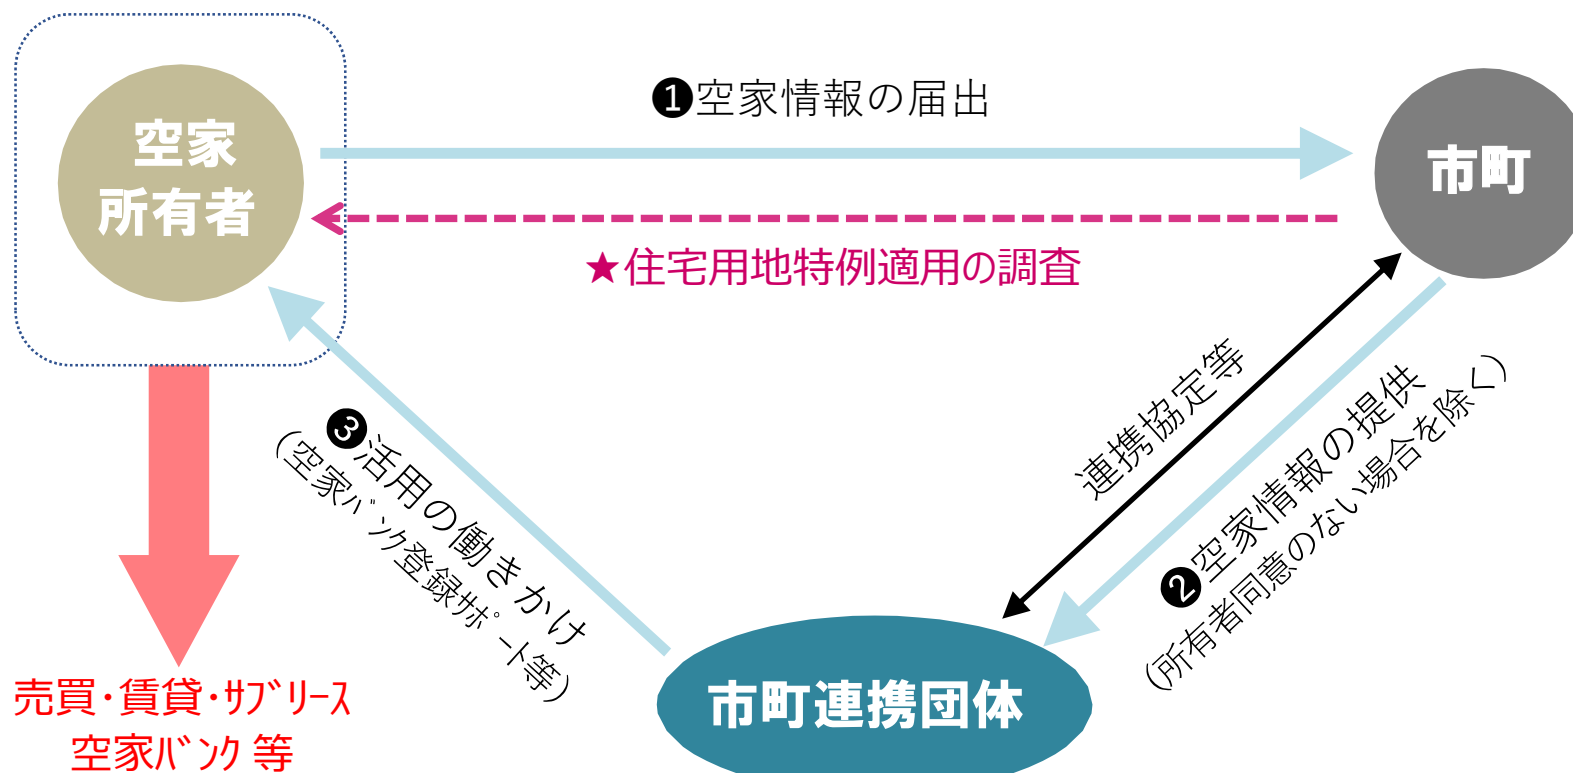 ❶空家情報の届出
空家
所有者
市町
★住宅用地特例適用の調査
連携協定等
❷空家情報の提供
(所有者同意のない場合を除く)
❸活用の働きかけ
(空家ﾊﾞﾝｸ登録ｻﾎﾟｰﾄ等)
市町連携団体
売買･賃貸･ｻﾌﾞﾘｰｽ
空家ﾊﾞﾝｸ 等